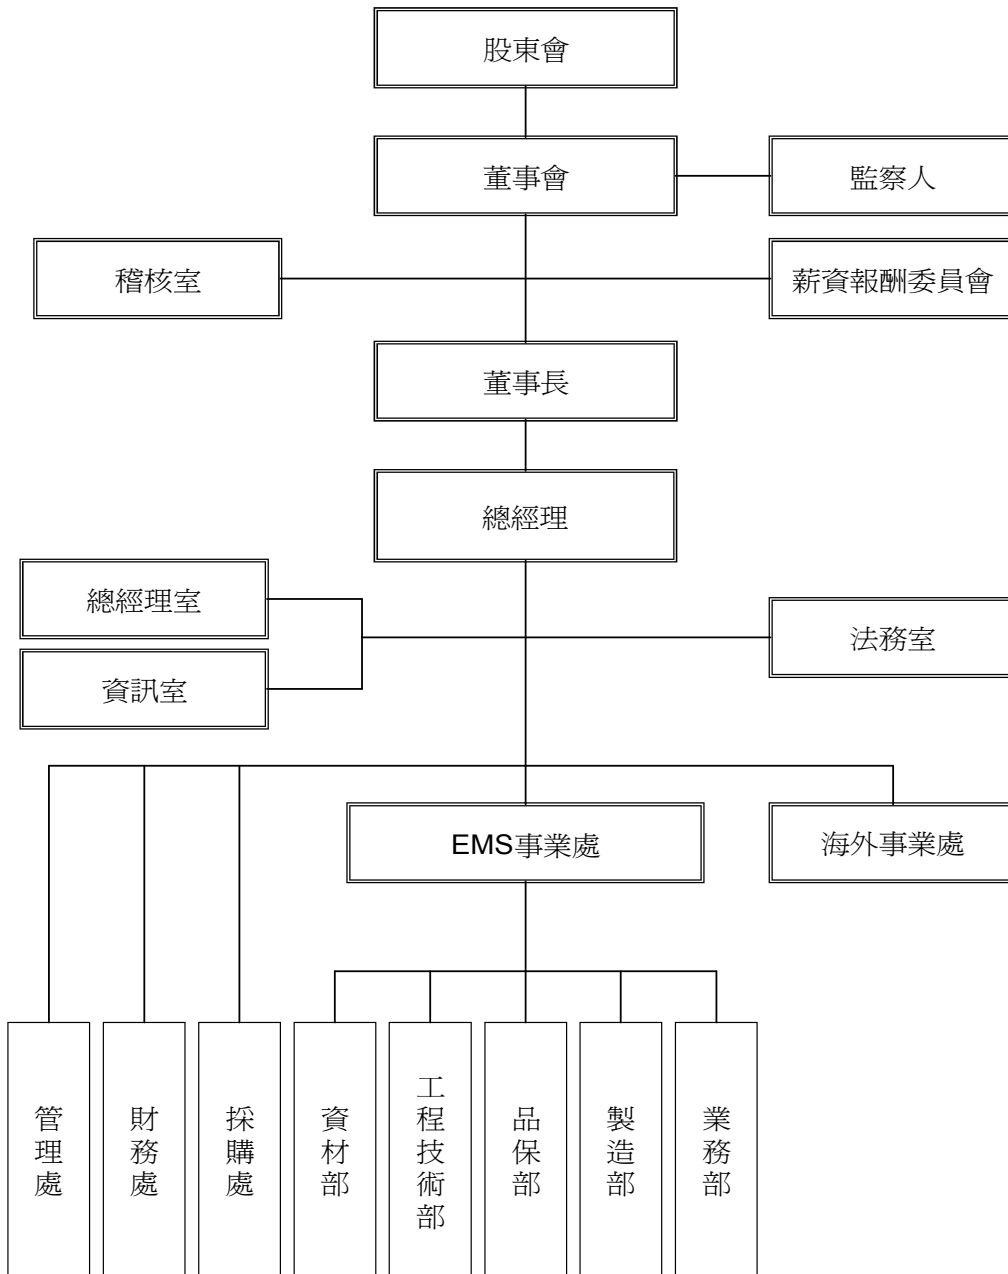 股東會
董事會
監察人
稽核室
薪資報酬委員會
董事長
總經理
總經理室
資訊室
法務室
EMS事業處
海外事業處
管理處
財務處
採購處
資材部
工程技術部
品保部
製造部
業務部